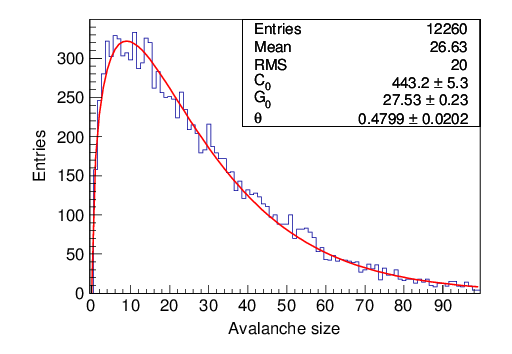 Entries 12260
Mean 26.63
RMS 20
C₀ 443.2 ± 5.3
G₀ 27.53 ± 0.23
θ 0.4799 ± 0.0202
Entries
350
300
250
200
150
100
50
0
0 10 20 30 40 50 60 70 80 90
Avalanche size